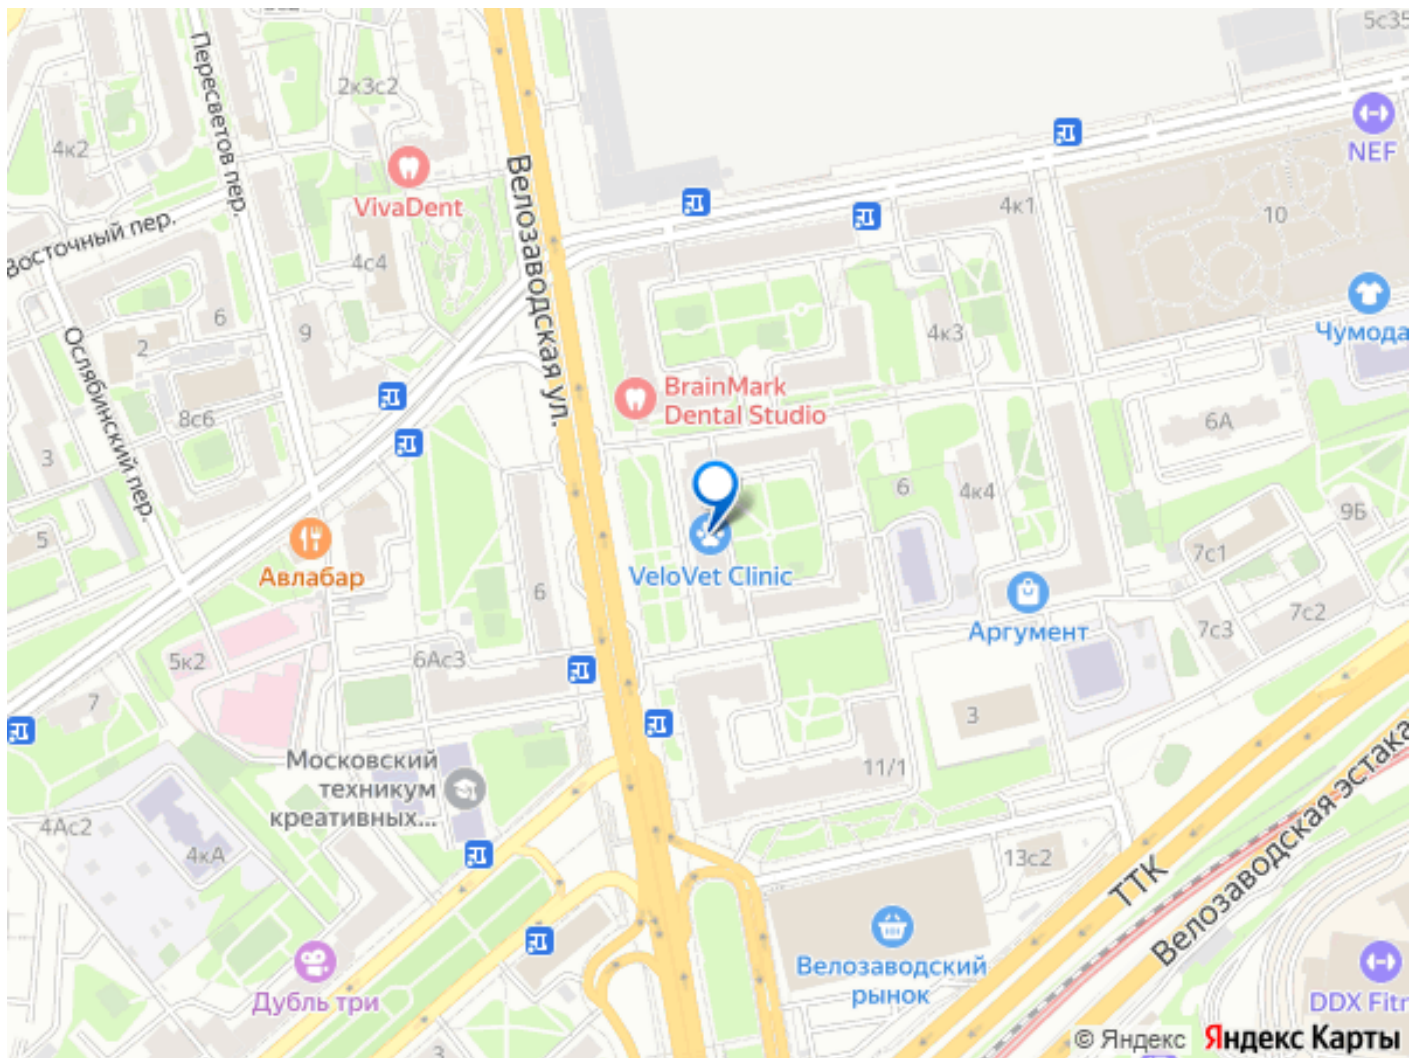 5с35
Пересветов пер.
2к3с2
4к2
NEF
VivaDent
Велозаводская ул.
4к1
10
Восточный пер.
4с4
Чумода
6
9
4к3
2
Ослябинский пер.
BrainMark
Dental Studio
8с6
6А
3
6
4к4
9Б
5
7с1
Авлабар
VeloVet Clinic
6
Аргумент
7с2
7с3
5к2
6Ас3
7
3
Московский
техникум
креативных...
11/1
Велозаводская эстака
4Ас2
4кА
13с2
ТТК
Велозаводский
рынок
Дубль три
DDX Fitn
3
© Яндекс
Яндекс Карты